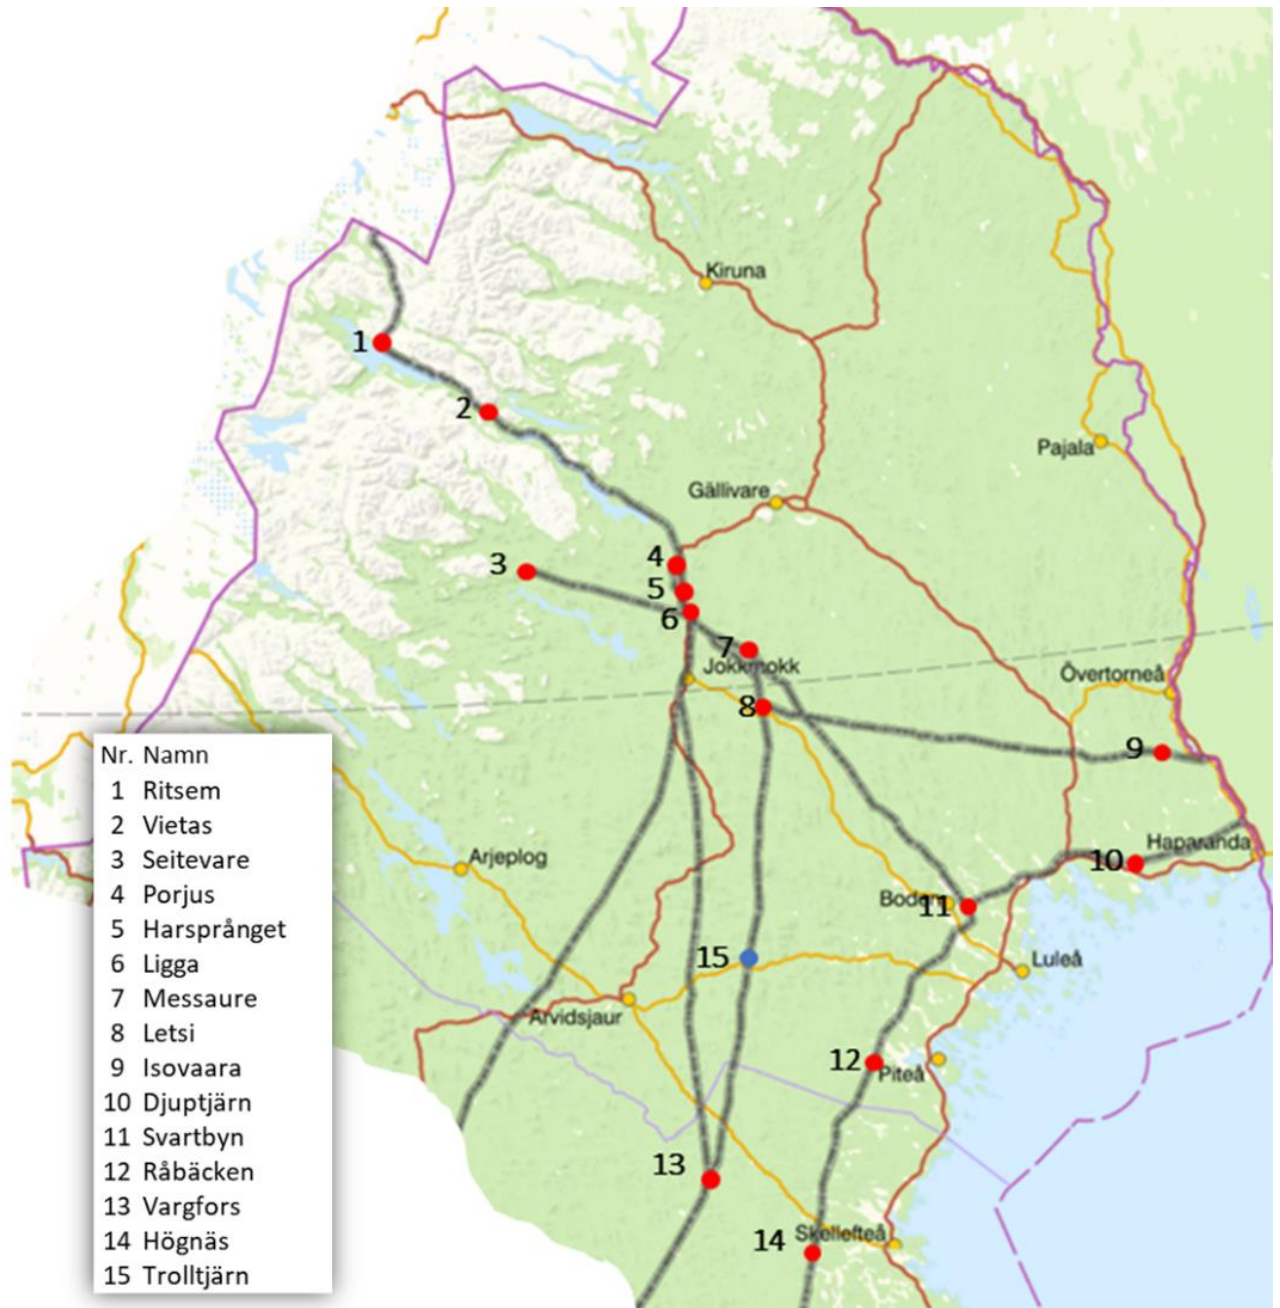 Kiruna
1
2
Pajala
Gällivare
3
4
5
6
7
Jokkmokk
8
Övertorneå
9
Nr. Namn
1 Ritsem
2 Vietas
3 Seitevare
4 Porjus
5 Harsprånget
6 Ligga
7 Messaure
8 Letsi
9 Isovaara
10 Djuptjärn
11 Svartbyn
12 Råbäcken
13 Vargfors
14 Högnäs
15 Trolltjärn
Haparanda
10
Arjeplog
Boden
11
15
Luleå
Arvidsjaur
12
Piteå
13
Skellefteå
14